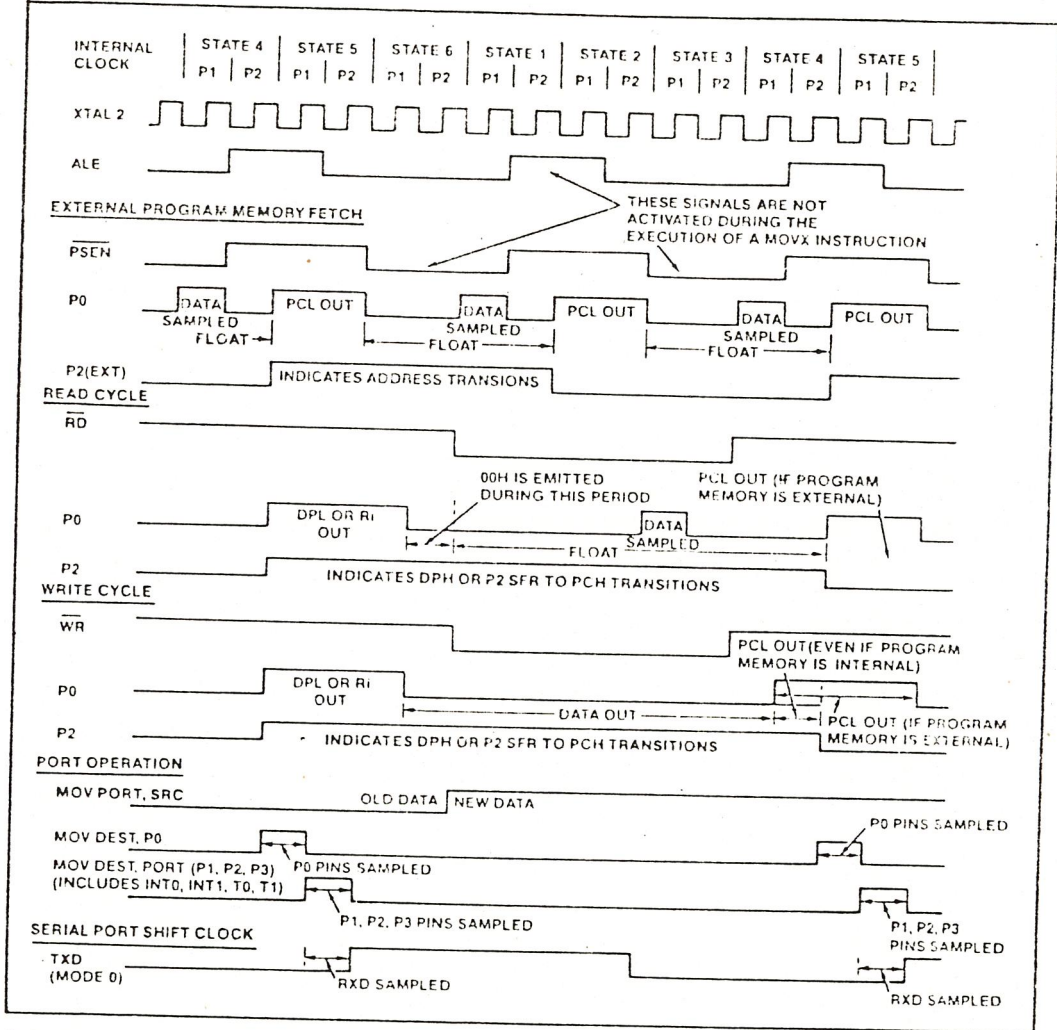 INTERNAL CLOCK
STATE 4 STATE 5 STATE 6 STATE 1 STATE 2 STATE 3 STATE 4 STATE 5
P1 P2 P1 P2 P1 P2 P1 P2 P1 P2 P1 P2 P1 P2 P1 P2
XTAL 2
ALE
THESE SIGNALS ARE NOT
ACTIVATED DURING THE
EXECUTION OF A MOVX INSTRUCTION
EXTERNAL PROGRAM MEMORY FETCH
PSEN
P0
DATA
SAMPLED
FLOAT
PCL OUT
DATA
SAMPLED
FLOAT
PCL OUT
DATA
SAMPLED
FLOAT
PCL OUT
P2(EXT)
INDICATES ADDRESS TRANSIONS
READ CYCLE
RD
00H IS EMITTED
DURING THIS PERIOD
PCL OUT (IF PROGRAM
MEMORY IS EXTERNAL)
P0
DPL OR Ri
OUT
DATA
SAMPLED
FLOAT
P2
INDICATES DPH OR P2 SFR TO PCH TRANSITIONS
WRITE CYCLE
WR
PCL OUT(EVEN IF PROGRAM
MEMORY IS INTERNAL)
P0
DPL OR Ri
OUT
DATA OUT
PCL OUT (IF PROGRAM
MEMORY IS EXTERNAL)
P2
INDICATES DPH OR P2 SFR TO PCH TRANSITIONS
PORT OPERATION
MOV PORT, SRC
OLD DATA NEW DATA
MOV DEST, P0
P0 PINS SAMPLED
P0 PINS SAMPLED
MOV DEST, PORT (P1, P2, P3)
(INCLUDES INT0, INT1, T0, T1)
P1, P2, P3 PINS SAMPLED
P1, P2, P3
PINS SAMPLED
SERIAL PORT SHIFT CLOCK
TXD
(MODE 0)
RXD SAMPLED
RXD SAMPLED